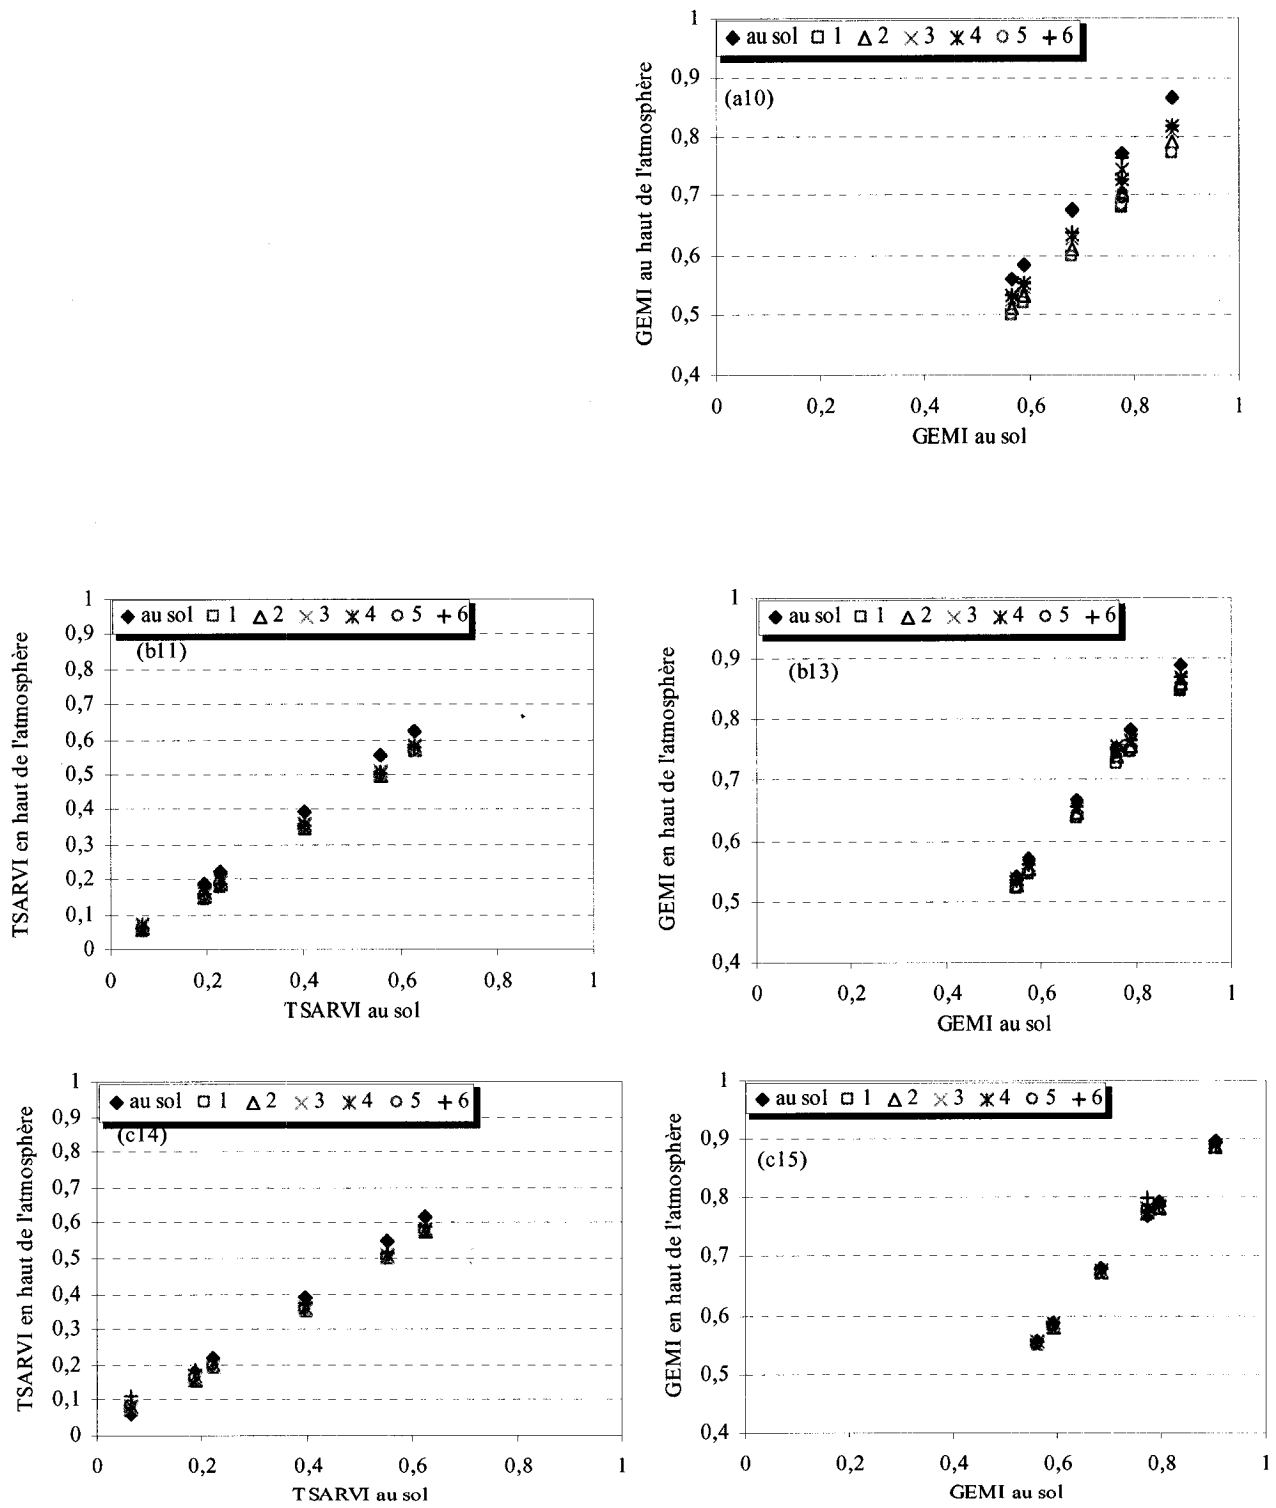 1
◆ au sol □ 1 △ 2 × 3 ж 4 ○ 5 + 6
0,9
(a10)
0,8
0,7
0,6
0,5
0,4
0 0,2 0,4 0,6 0,8 1
GEMI au haut de l'atmosphère
GEMI au sol
1
◆ au sol □ 1 △ 2 × 3 ж 4 ○ 5 + 6
0,9
(b11)
0,8
0,7
0,6
0,5
0,4
0,3
0,2
0,1
0
0 0,2 0,4 0,6 0,8 1
TSARVI en haut de l'atmosphère
TSARVI au sol
1
◆ au sol □ 1 △ 2 × 3 ж 4 ○ 5 + 6
0,9
(b13)
0,8
0,7
0,6
0,5
0,4
0 0,2 0,4 0,6 0,8 1
GEMI en haut de l'atmosphère
GEMI au sol
1
◆ au sol □ 1 △ 2 × 3 ж 4 ○ 5 + 6
0,9
(c14)
0,8
0,7
0,6
0,5
0,4
0,3
0,2
0,1
0
0 0,2 0,4 0,6 0,8 1
TSARVI en haut de l'atmosphère
TSARVI au sol
1
◆ au sol □ 1 △ 2 × 3 ж 4 ○ 5 + 6
0,9
(c15)
0,8
0,7
0,6
0,5
0,4
0 0,2 0,4 0,6 0,8 1
GEMI en haut de l'atmosphère
GEMI au sol